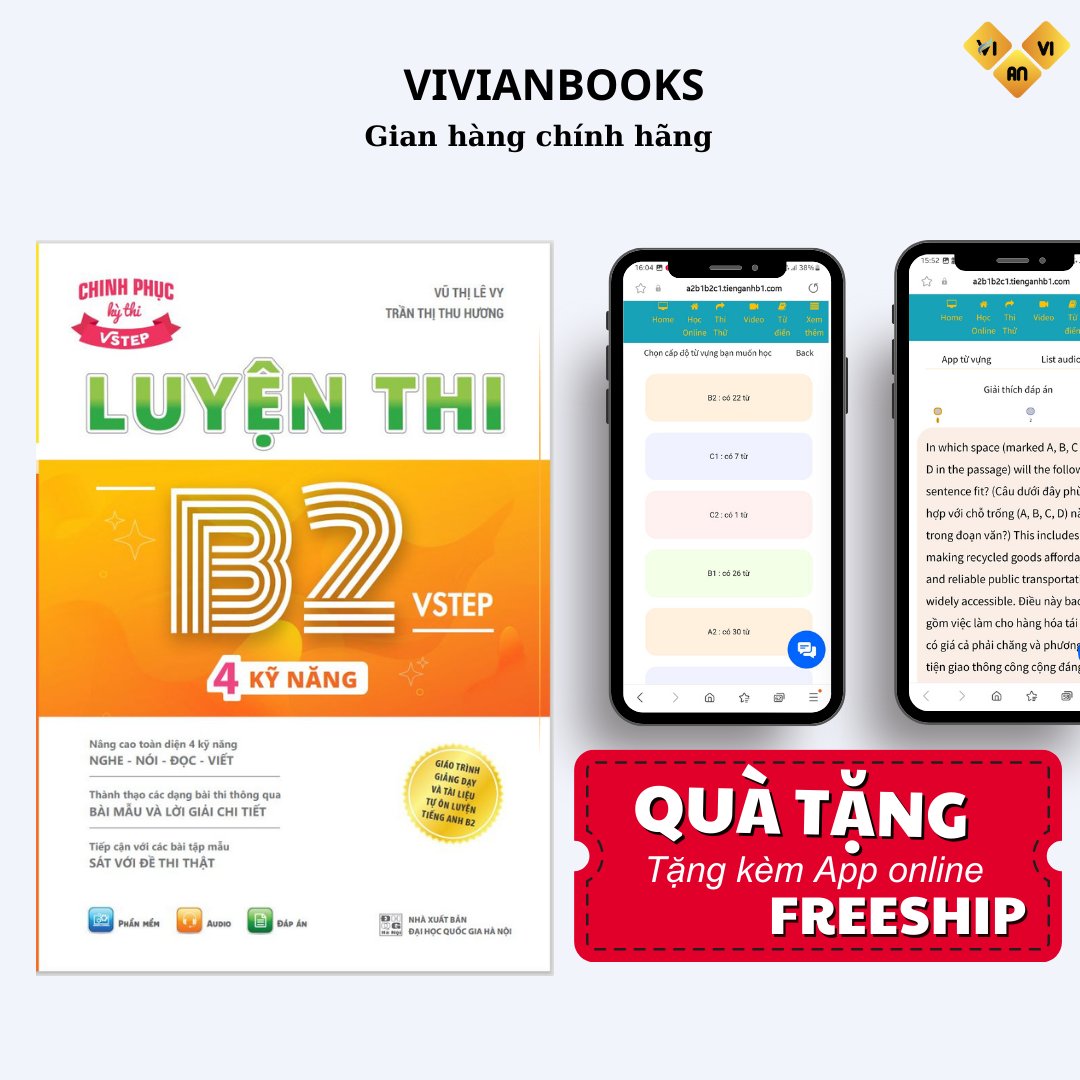 VI VI
AN
VIVIANBOOKS
Gian hàng chính hãng
CHINH PHỤC
kỳ thi
VSTEP
VŨ THỊ LÊ VY
TRẦN THỊ THU HƯƠNG
LUYỆN THI
B2
VSTEP
4 KỸ NĂNG
Nâng cao toàn diện 4 kỹ năng
NGHE - NÓI - ĐỌC - VIẾT
Thành thạo các dạng bài thi thông qua
BÀI MẪU VÀ LỜI GIẢI CHI TIẾT
Tiếp cận với các bài tập mẫu
SÁT VỚI ĐỀ THI THẬT
GIÁO TRÌNH
GIẢNG DẠY
VÀ TÀI LIỆU
TỰ ÔN LUYỆN
TIẾNG ANH B2
PHẦN MỀM
AUDIO
ĐÁP ÁN
Hà Nội
NHÀ XUẤT BẢN
ĐẠI HỌC QUỐC GIA HÀ NỘI
16:04
38%
a2b1b2c1.tienganhb1.com
Home
Học
Online
Thi
Thử
Video
Từ
điển
Xem
thêm
Chọn cấp độ từ vựng bạn muốn học
Back
B2 : có 22 từ
C1 : có 7 từ
C2 : có 1 từ
B1 : có 26 từ
A2 : có 30 từ
15:52
a2b1b2c1.tienganhb1.com
Home
Học
Online
Thi
Thử
Video
Từ
điển
App từ vựng
List audio
Giải thích đáp án
In which space (marked A, B, C
D in the passage) will the follow
sentence fit? (Câu dưới đây phù
hợp với chỗ trống (A, B, C, D) nà
trong đoạn văn?) This includes
making recycled goods afforda
and reliable public transportat
widely accessible. Điều này bao
gồm việc làm cho hàng hóa tái
có giá cả phải chăng và phương
tiện giao thông công cộng đáng
QUÀ TẶNG
Tặng kèm App online
FREESHIP